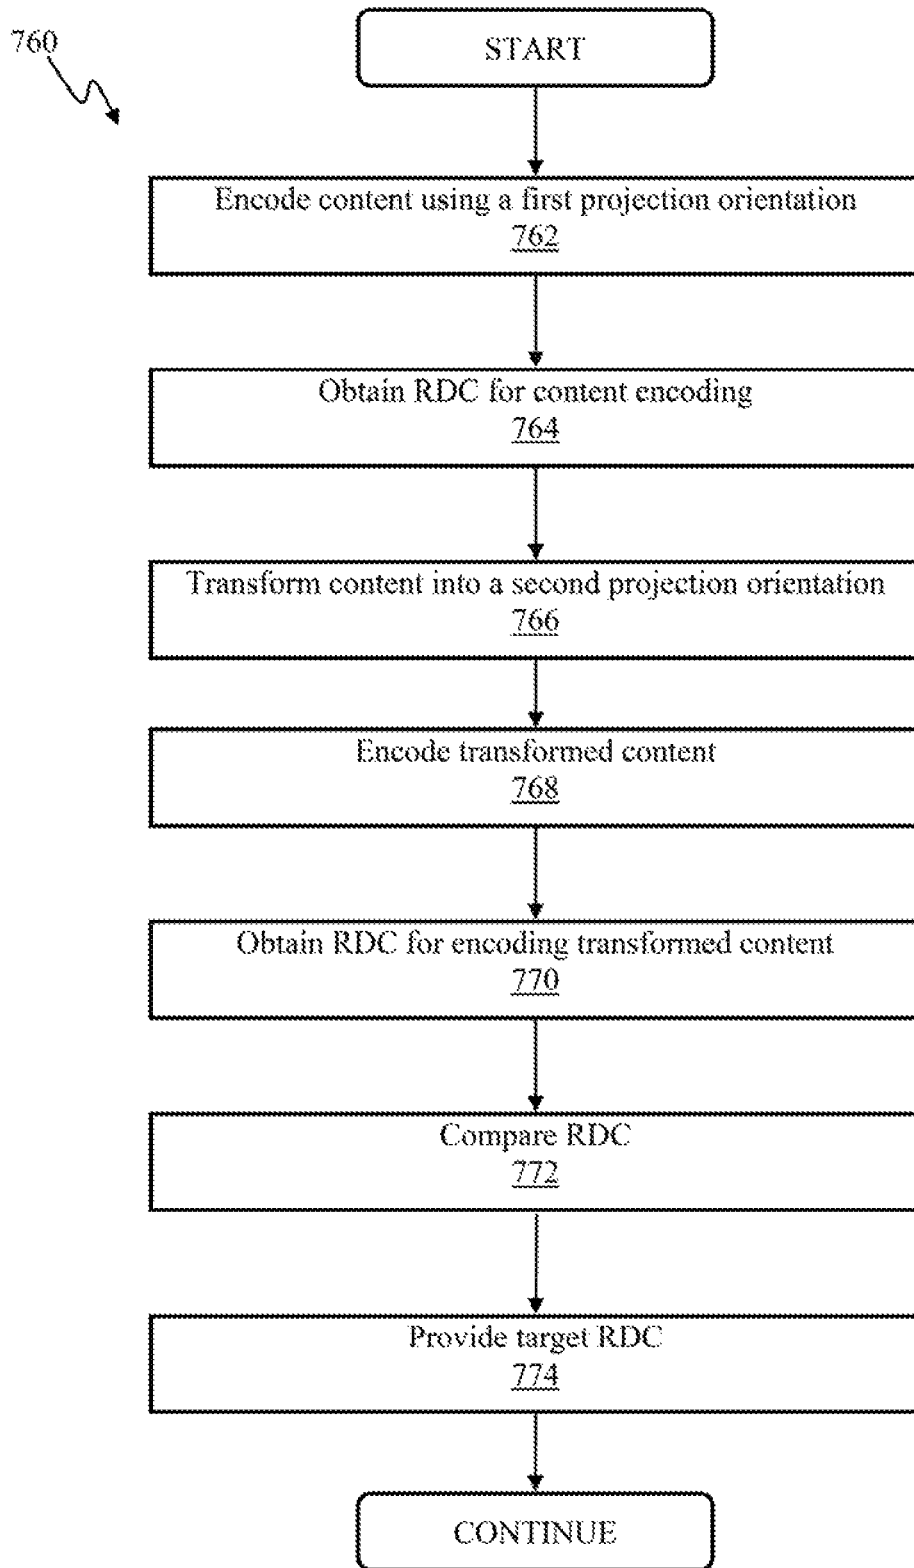 760
START
Encode content using a first projection orientation
762
Obtain RDC for content encoding
764
Transform content into a second projection orientation
766
Encode transformed content
768
Obtain RDC for encoding transformed content
770
Compare RDC
772
Provide target RDC
774
CONTINUE